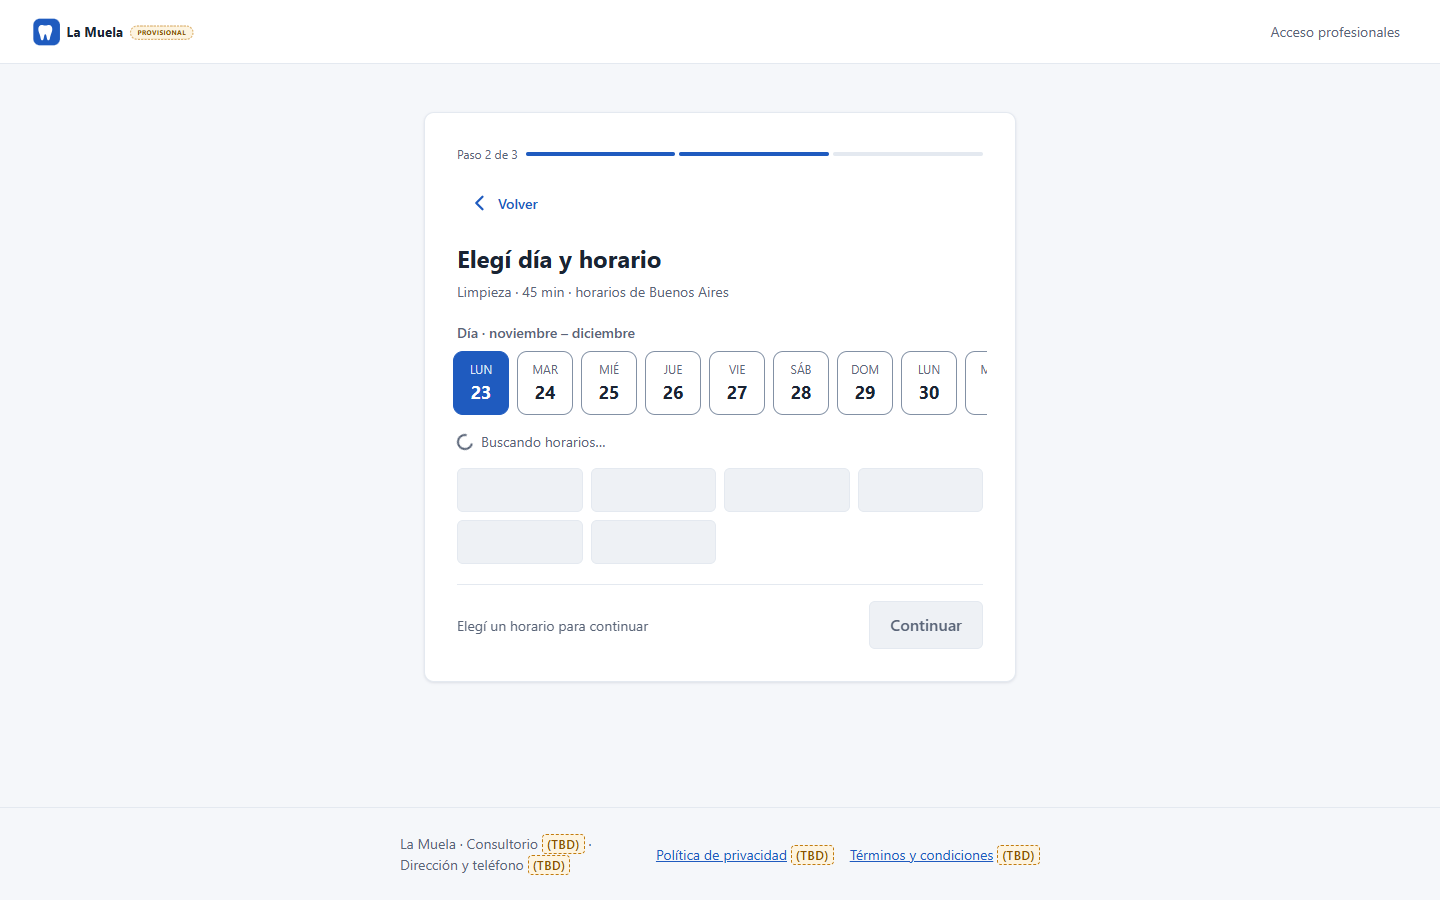 La Muela PROVISIONAL
Acceso profesionales
Paso 2 de 3
Volver
Elegí día y horario
Limpieza · 45 min · horarios de Buenos Aires
Día · noviembre – diciembre
LUN MAR MIÉ JUE VIE SÁB DOM LUN
23 24 25 26 27 28 29 30
Buscando horarios...
Elegí un horario para continuar
Continuar
La Muela · Consultorio (TBD) ·
Dirección y teléfono (TBD)
Política de privacidad (TBD) Términos y condiciones (TBD)